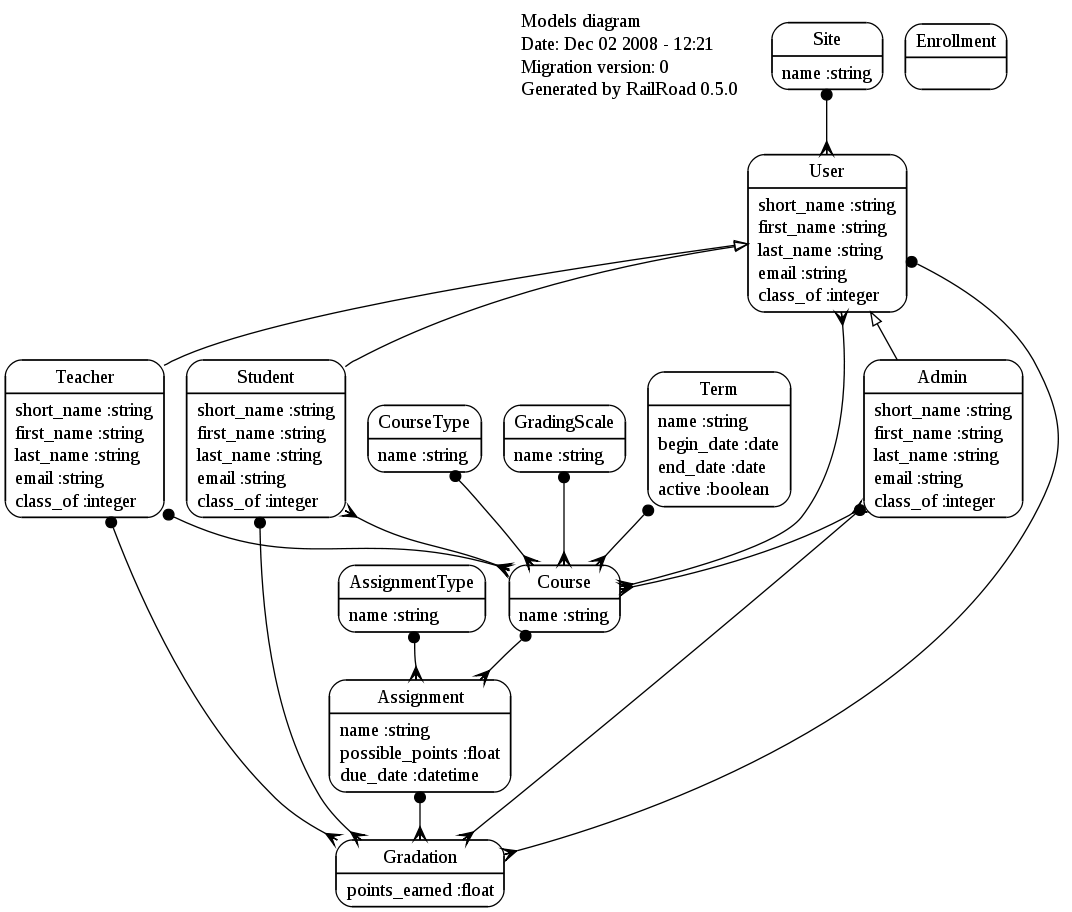 Models diagram
Date: Dec 02 2008 - 12:21
Migration version: 0
Generated by RailRoad 0.5.0
Site
name :string
Enrollment
User
short_name :string
first_name :string
last_name :string
email :string
class_of :integer
Teacher
short_name :string
first_name :string
last_name :string
email :string
class_of :integer
Student
short_name :string
first_name :string
last_name :string
email :string
class_of :integer
CourseType
name :string
GradingScale
name :string
Term
name :string
begin_date :date
end_date :date
active :boolean
Admin
short_name :string
first_name :string
last_name :string
email :string
class_of :integer
AssignmentType
name :string
Course
name :string
Assignment
name :string
possible_points :float
due_date :datetime
Gradation
points_earned :float